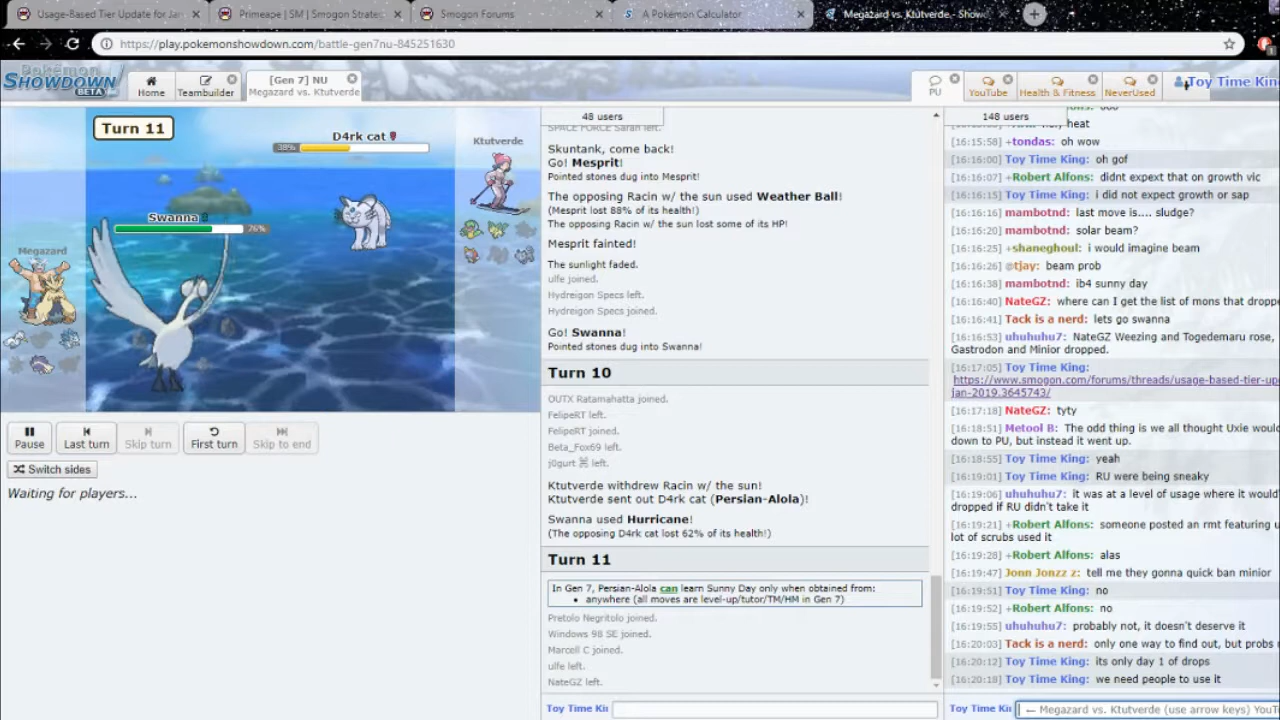 Usage-Based Tier Update for Jan
Primeape | SM | Smogon Strate
Smogon Forums
A Pokémon Calculator
Megazard vs. Ktutverde - Show
https://play.pokemonshowdown.com/battle-gen7nu-845251630
Pokémon
SHOWDOWN
BETA
Home
Teambuilder
[Gen 7] NU
Megazard vs. Ktutverde
PU
YouTube
Health & Fitness
NeverUsed
Toy Time Kin
Turn 11
D4rk cat
38%
Ktutverde
Swanna
76%
Megazard
Pause
Last turn
Skip turn
First turn
Skip to end
Switch sides
Waiting for players...
48 users
SPACE FORCE Saran left.
Skuntank, come back!
Go! Mesprit!
Pointed stones dug into Mesprit!
The opposing Racin w/ the sun used Weather Ball!
(Mesprit lost 88% of its health!)
The opposing Racin w/ the sun lost some of its HP!
Mesprit fainted!
The sunlight faded.
ulfe joined.
Hydreigon Specs left.
Hydreigon Specs joined.
Go! Swanna!
Pointed stones dug into Swanna!
Turn 10
OUTX Ratamahatta joined.
FelipeRT left.
FelipeRT joined.
Beta_Fox69 left.
jügurt left.
Ktutverde withdrew Racin w/ the sun!
Ktutverde sent out D4rk cat (Persian-Alola)!
Swanna used Hurricane!
(The opposing D4rk cat lost 62% of its health!)
Turn 11
In Gen 7, Persian-Alola can learn Sunny Day only when obtained from:
• anywhere (all moves are level-up/tutor/TM/HM in Gen 7)
Pretolo Negritolo joined.
Windows 98 SE joined.
Marcell C joined.
ulfe left.
NateGZ left.
Toy Time Ki
148 users
heat
[16:15:58] +tondas: oh wow
[16:16:00] Toy Time King: oh gof
[16:16:07] +Robert Alfons: didnt expext that on growth vic
[16:16:15] Toy Time King: i did not expect growth or sap
[16:16:16] mambotnd: last move is.... sludge?
[16:16:20] mambotnd: solar beam?
[16:16:25] +shaneghoul: i would imagine beam
[16:16:26] @tjay: beam prob
[16:16:38] mambotnd: ib4 sunny day
[16:16:40] NateGZ: where can I get the list of mons that dropp
[16:16:41] Tack is a nerd: lets go swanna
[16:16:53] uhuhuhu7: NateGZ Weezing and Togedemaru rose,
Gastrodon and Minior dropped.
[16:17:05] Toy Time King:
https://www.smogon.com/forums/threads/usage-based-tier-up
jan-2019.3645743/
[16:17:18] NateGZ: tyty
[16:18:51] Metool B: The odd thing is we all thought Uxie would
down to PU, but instead it went up.
[16:18:55] Toy Time King: yeah
[16:19:01] Toy Time King: RU were being sneaky
[16:19:06] uhuhuhu7: it was at a level of usage where it would
dropped if RU didn't take it
[16:19:21] +Robert Alfons: someone posted an rmt featuring u
lot of scrubs used it
[16:19:28] +Robert Alfons: alas
[16:19:47] Jonn Jonzz z: tell me they gonna quick ban minior
[16:19:51] Toy Time King: no
[16:19:52] +Robert Alfons: no
[16:19:55] uhuhuhu7: probably not, it doesn't deserve it
[16:20:03] Tack is a nerd: only one way to find out, but probs
[16:20:12] Toy Time King: its only day 1 of drops
[16:20:18] Toy Time King: we need people to use it
Toy Time Ki
← Megazard vs. Ktutverde (use arrow keys) YouT